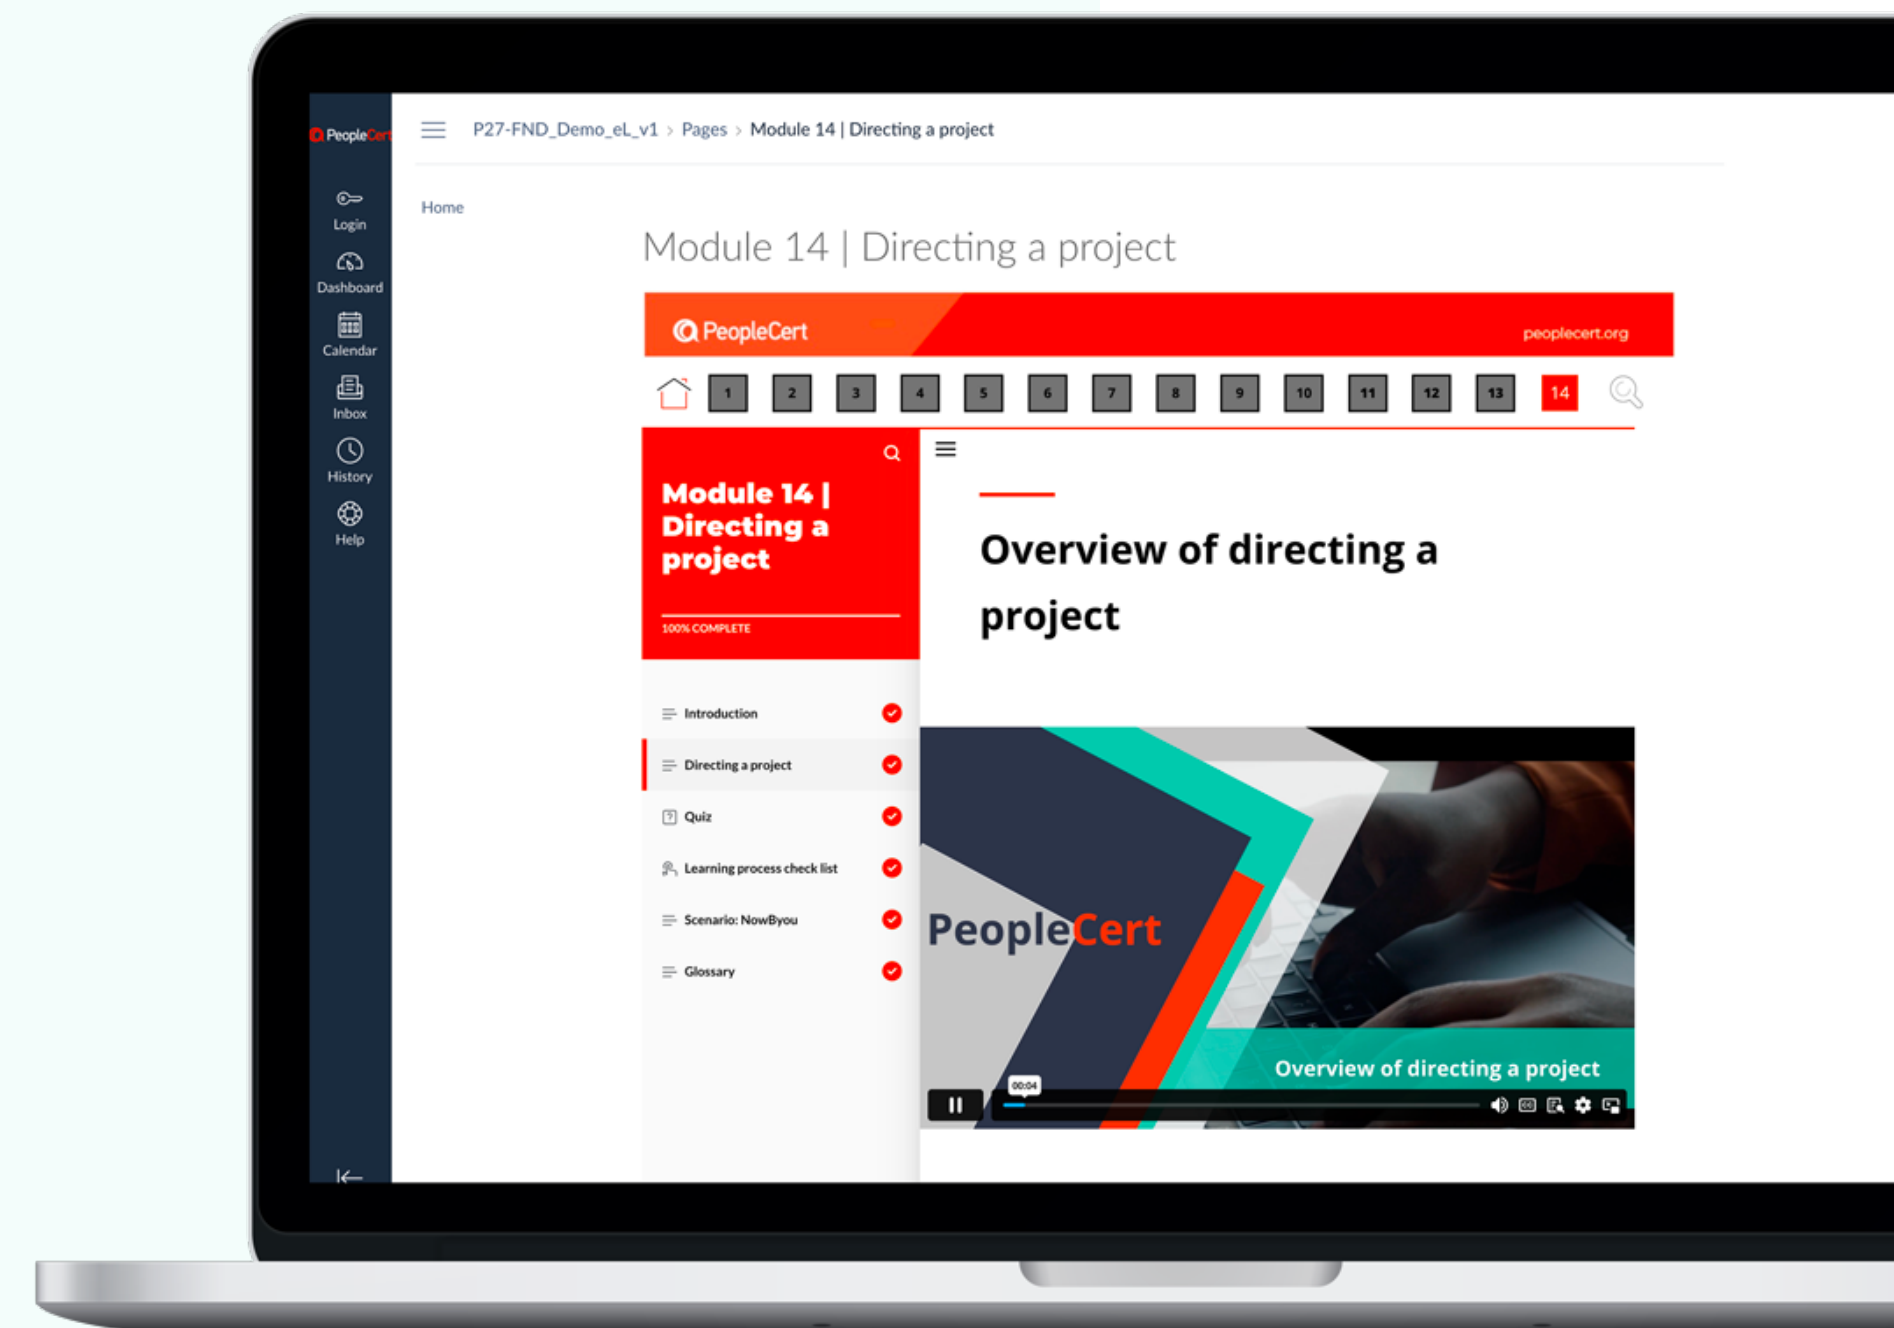 PeopleCert
P27-FND_Demo_eL_v1 > Pages > Module 14 | Directing a project
Login
Dashboard
Calendar
Inbox
History
Help
Home
Module 14 | Directing a project
PeopleCert
peoplecert.org
1 2 3 4 5 6 7 8 9 10 11 12 13 14
Module 14 |
Directing a
project
100% COMPLETE
Introduction
Directing a project
Quiz
Learning process check list
Scenario: NowByou
Glossary
Overview of directing a
project
PeopleCert
Overview of directing a project
00:04